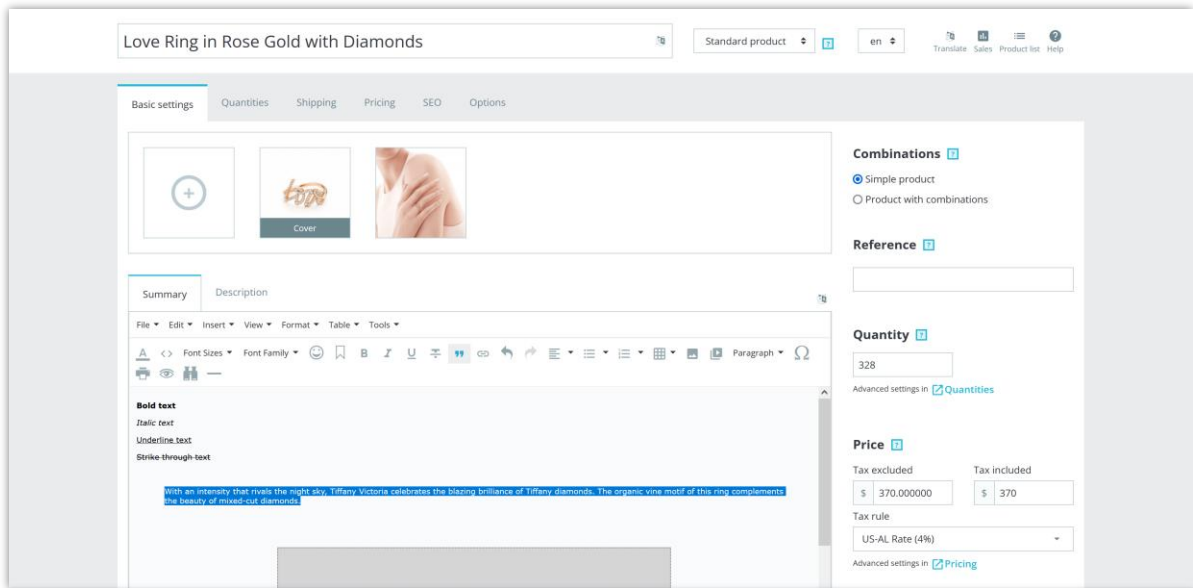 Love Ring in Rose Gold with Diamonds
Standard product
?
en
Translate Sales Product list Help
Basic settings Quantities Shipping Pricing SEO Options
Cover
Combinations ?
Simple product
Product with combinations
Reference ?
Summary Description
File Edit Insert View Format Table Tools
A <> Font Sizes Font Family B I U Paragraph Ω
Bold text
Italic text
Underline text
Strike through text
With an intensity that rivals the night sky, Tiffany Victoria celebrates the blazing brilliance of Tiffany diamonds. The organic vine motif of this ring complements
the beauty of mixed-cut diamonds.
Quantity ?
328
Advanced settings in Quantities
Price ?
Tax excluded Tax included
$ 370.000000 $ 370
Tax rule
US-AL Rate (4%)
Advanced settings in Pricing